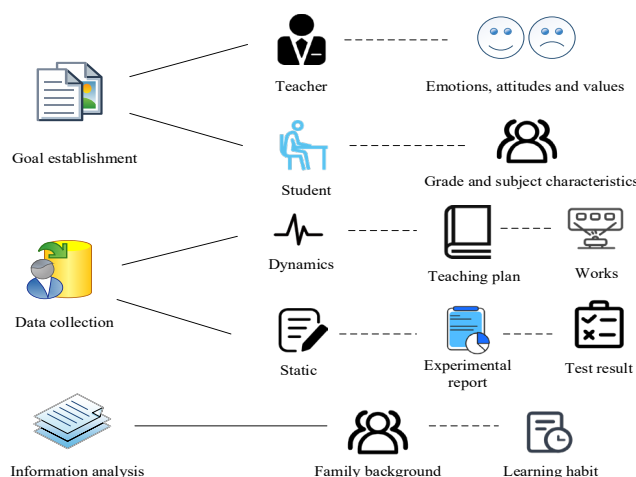 Teacher
Emotions, attitudes and values
Goal establishment
Student
Grade and subject characteristics
Dynamics
Teaching plan
Works
Data collection
Static
Experimental
report
Test result
Information analysis
Family background
Learning habit